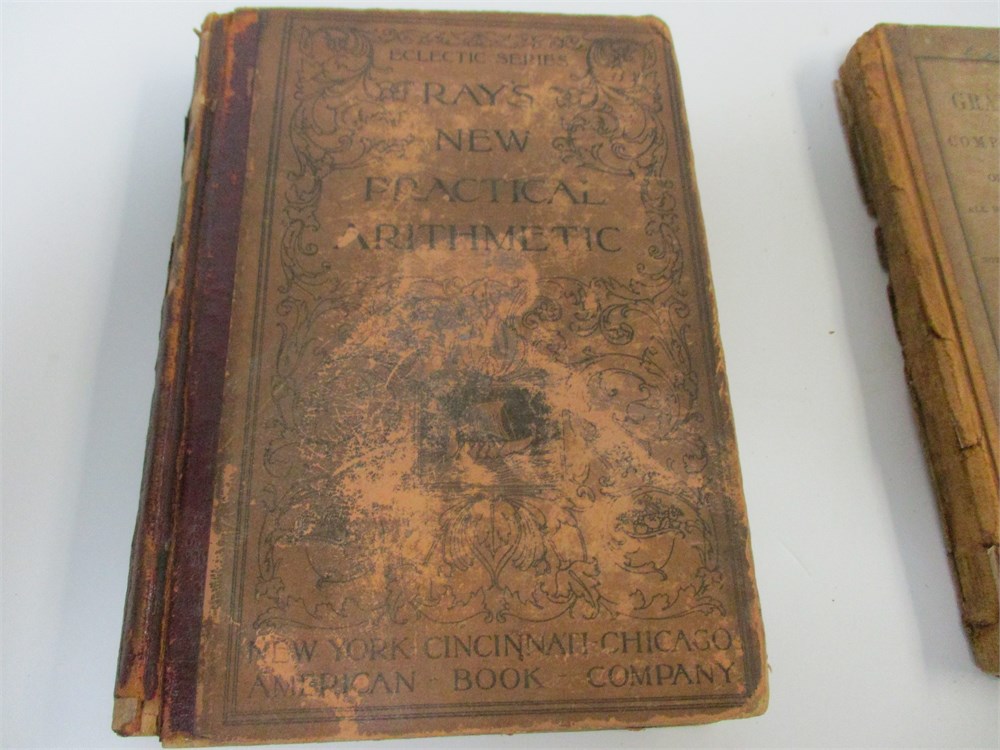 ECLECTIC SERIES
RAY'S
NEW
PRACTICAL
ARITHMETIC
NEW YORK · CINCINNATI · CHICAGO
AMERICAN · BOOK · COMPANY